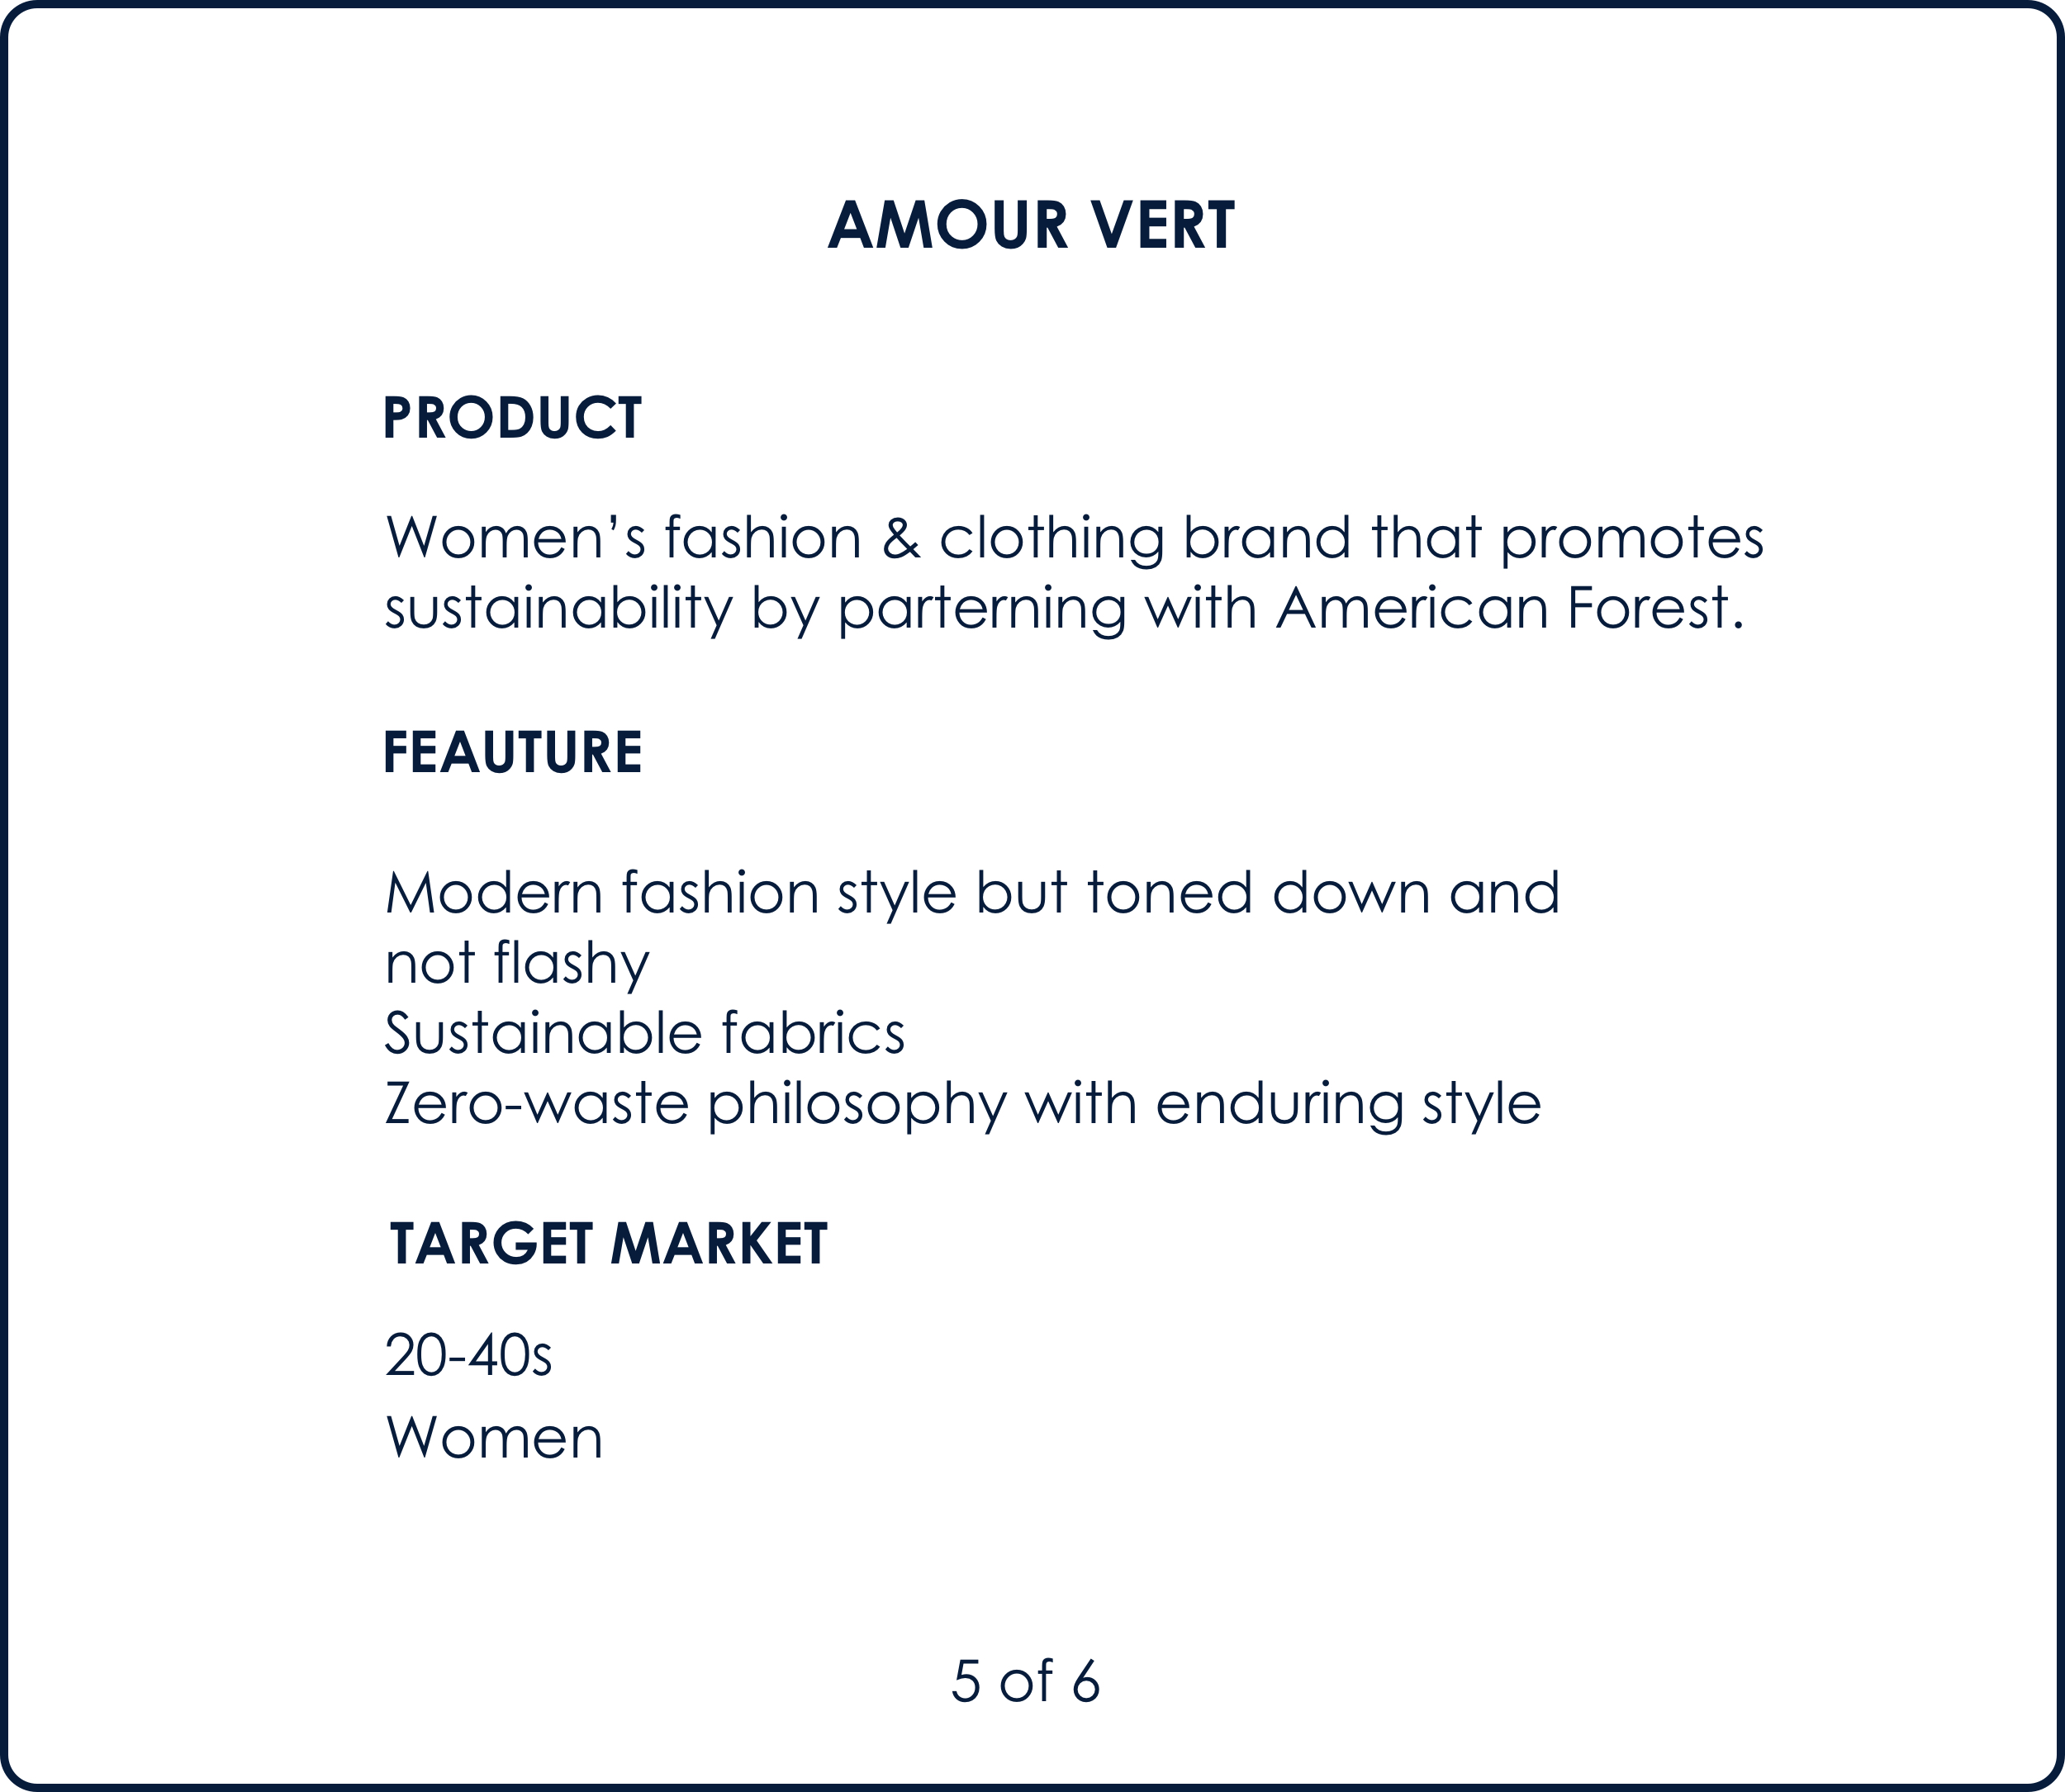 AMOUR VERT
PRODUCT
Women’s fashion & clothing brand that promotes
sustainability by parterning with American Forest.
FEAUTURE
Modern fashion style but toned down and
not flashy
Sustainable fabrics
Zero-waste philosophy with enduring style
TARGET MARKET
20-40s
Women
5 of 6